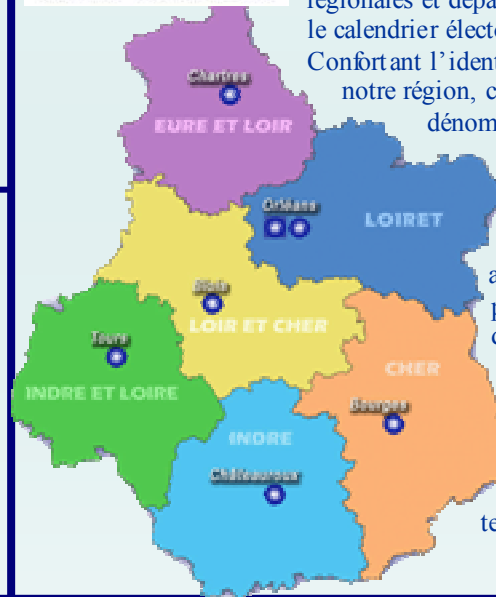 régionales et dépa
le calendrier élect
Confortant l’ident
notre région, c
dénom
Chartres
EURE ET LOIR
Orléans
LOIRET
a
Blois
LOIR ET CHER
Tours
CHER
INDRE ET LOIRE
Bourges
INDRE
Châteauroux
te